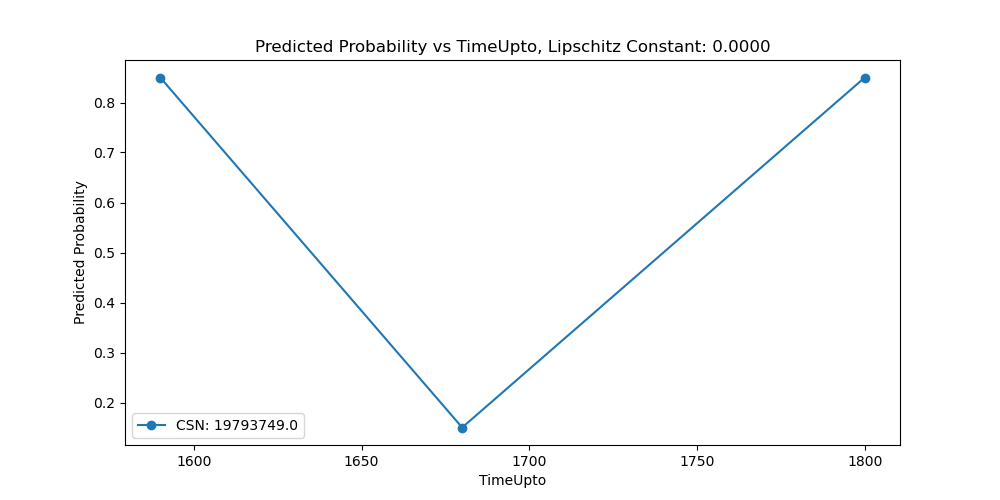 Predicted Probability vs TimeUpto, Lipschitz Constant: 0.0000
Predicted Probability
0.8
0.7
0.6
0.5
0.4
0.3
0.2
CSN: 19793749.0
1600 1650 1700 1750 1800
TimeUpto